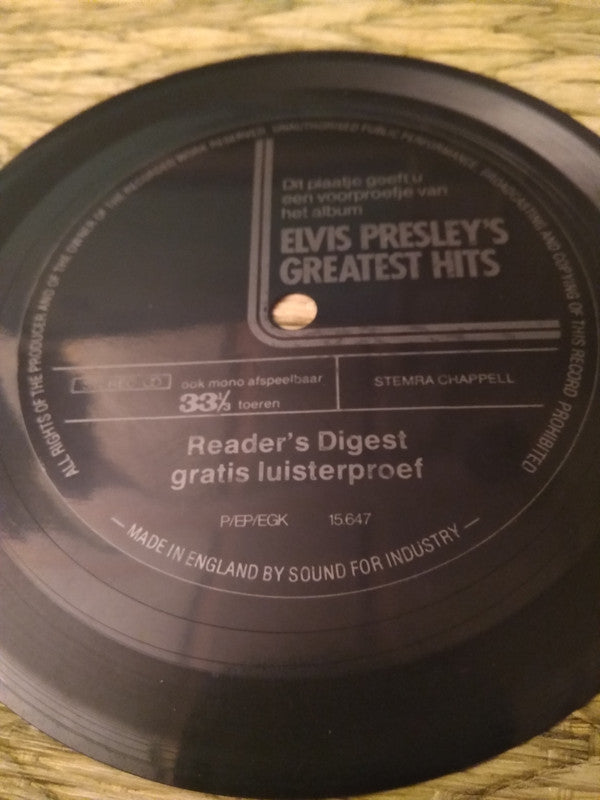 ALL RIGHTS OF THE PRODUCER AND OF THE OWNER OF THE RECORDED WORK RESERVED. UNAUTHORISED PUBLIC PERFORMANCE, BROADCASTING AND COPYING OF THIS RECORD PROHIBITED
Dit plaatje geeft u
een voorproefje van
het album
ELVIS PRESLEY'S
GREATEST HITS
STEREO ook mono afspeelbaar
33⅓ toeren
STEMRA CHAPPELL
Reader's Digest
gratis luisterproef
P/EP/EGK 15.647
— MADE IN ENGLAND BY SOUND FOR INDUSTRY —